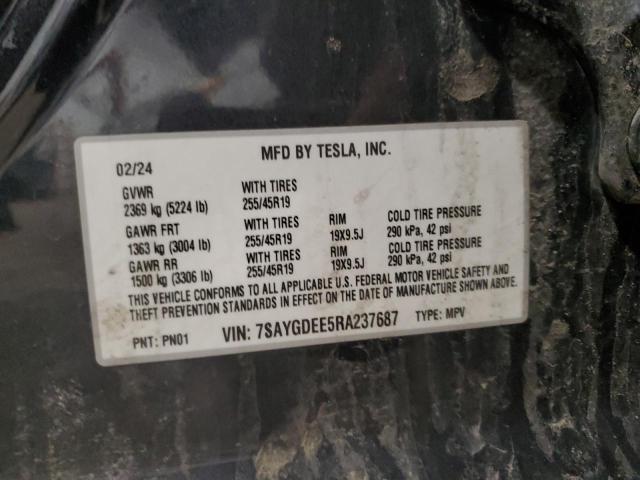 MFD BY TESLA, INC.
02/24
GVWR WITH TIRES
2369 kg (5224 lb) 255/45R19
GAWR FRT WITH TIRES RIM COLD TIRE PRESSURE
1363 kg (3004 lb) 255/45R19 19X9.5J 290 kPa, 42 psi
GAWR RR WITH TIRES RIM COLD TIRE PRESSURE
1500 kg (3306 lb) 255/45R19 19X9.5J 290 kPa, 42 psi
THIS VEHICLE CONFORMS TO ALL APPLICABLE U.S. FEDERAL MOTOR VEHICLE SAFETY AND
THEFT PREVENTION STANDARDS IN EFFECT ON THE DATE OF MANUFACTURE SHOWN ABOVE.
PNT: PN01 VIN: 7SAYGDEE5RA237687 TYPE: MPV